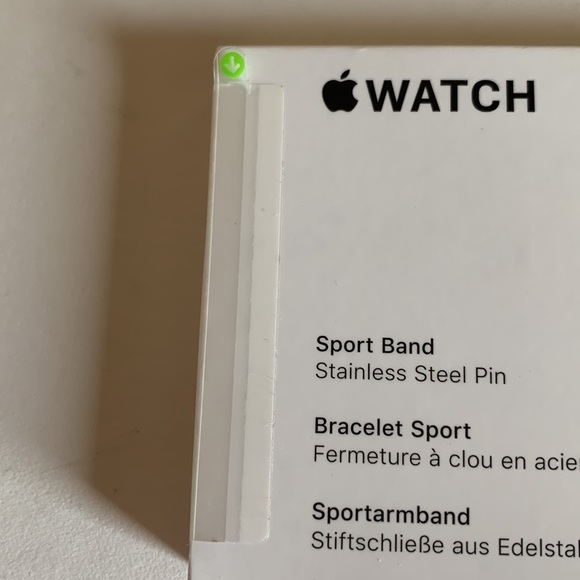 WATCH
Sport Band
Stainless Steel Pin
Bracelet Sport
Fermeture à clou en acie
Sportarmband
Stiftschließe aus Edelsta